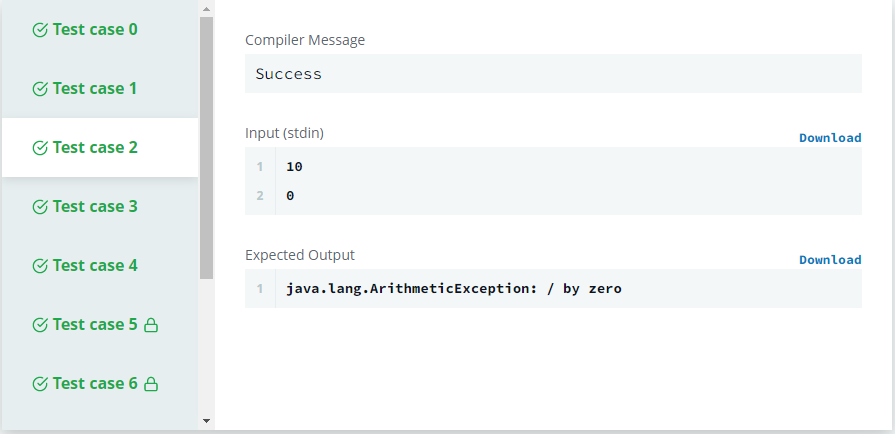 Test case 0
Test case 1
Test case 2
Test case 3
Test case 4
Test case 5
Test case 6
Compiler Message
Success
Input (stdin)
Download
1 10
2 0
Expected Output
Download
1 java.lang.ArithmeticException: / by zero